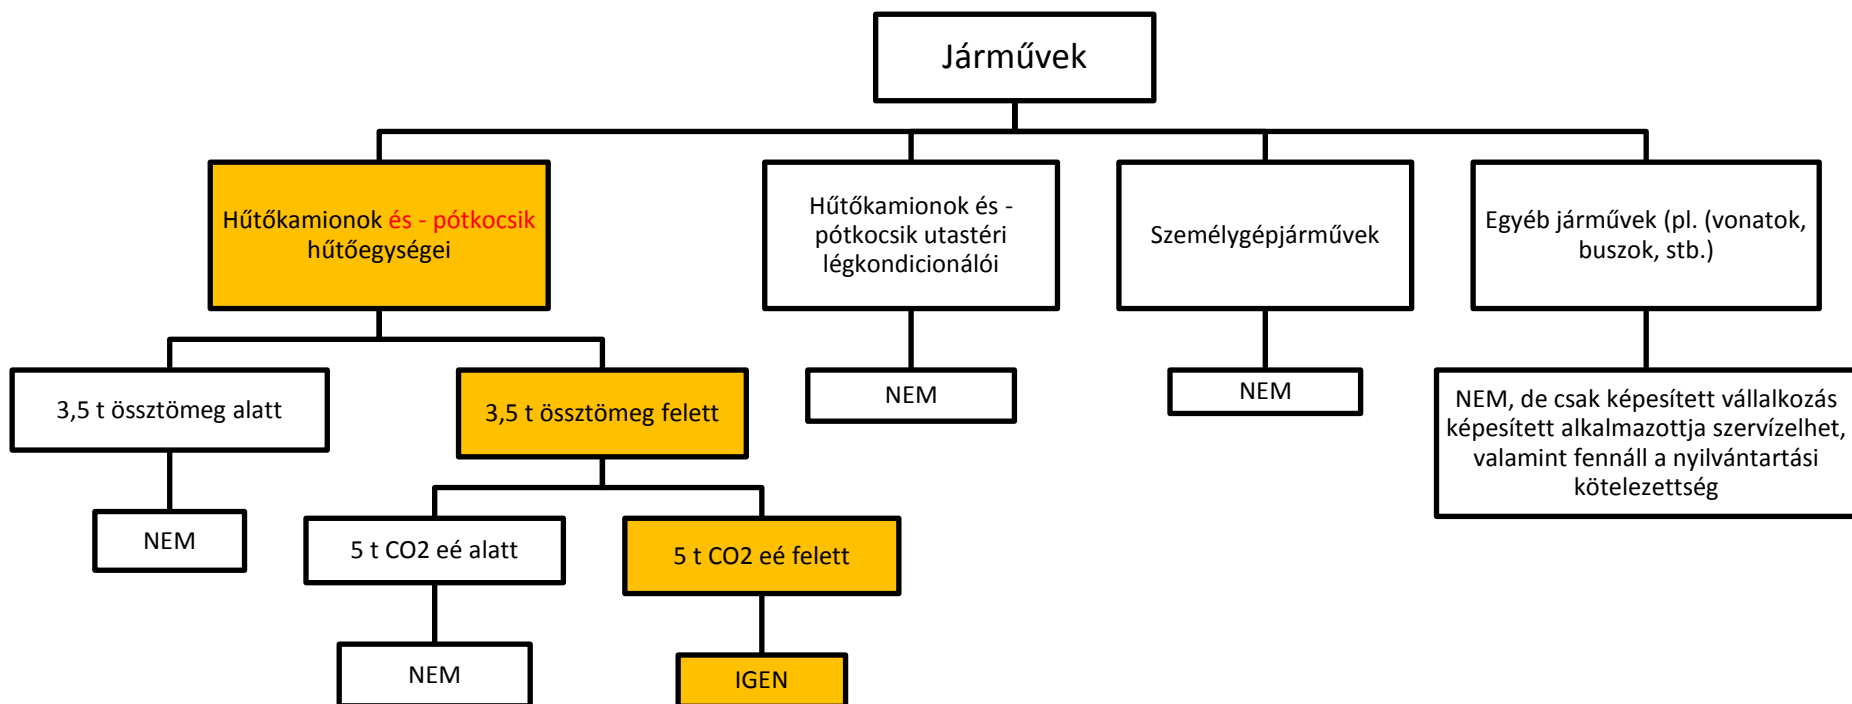 Járművek
Hűtőkamionok és - pótkocsik
hűtőegységei
Hűtőkamionok és -
pótkocsik utastéri
légkondicionálói
Személygépjárművek
Egyéb járművek (pl. (vonatok,
buszok, stb.)
3,5 t össztömeg alatt
3,5 t össztömeg felett
NEM
NEM
NEM, de csak képesített vállalkozás
képesített alkalmazottja szervízelhet,
valamint fennáll a nyilvántartási
kötelezettség
NEM
5 t CO2 eé alatt
5 t CO2 eé felett
NEM
IGEN